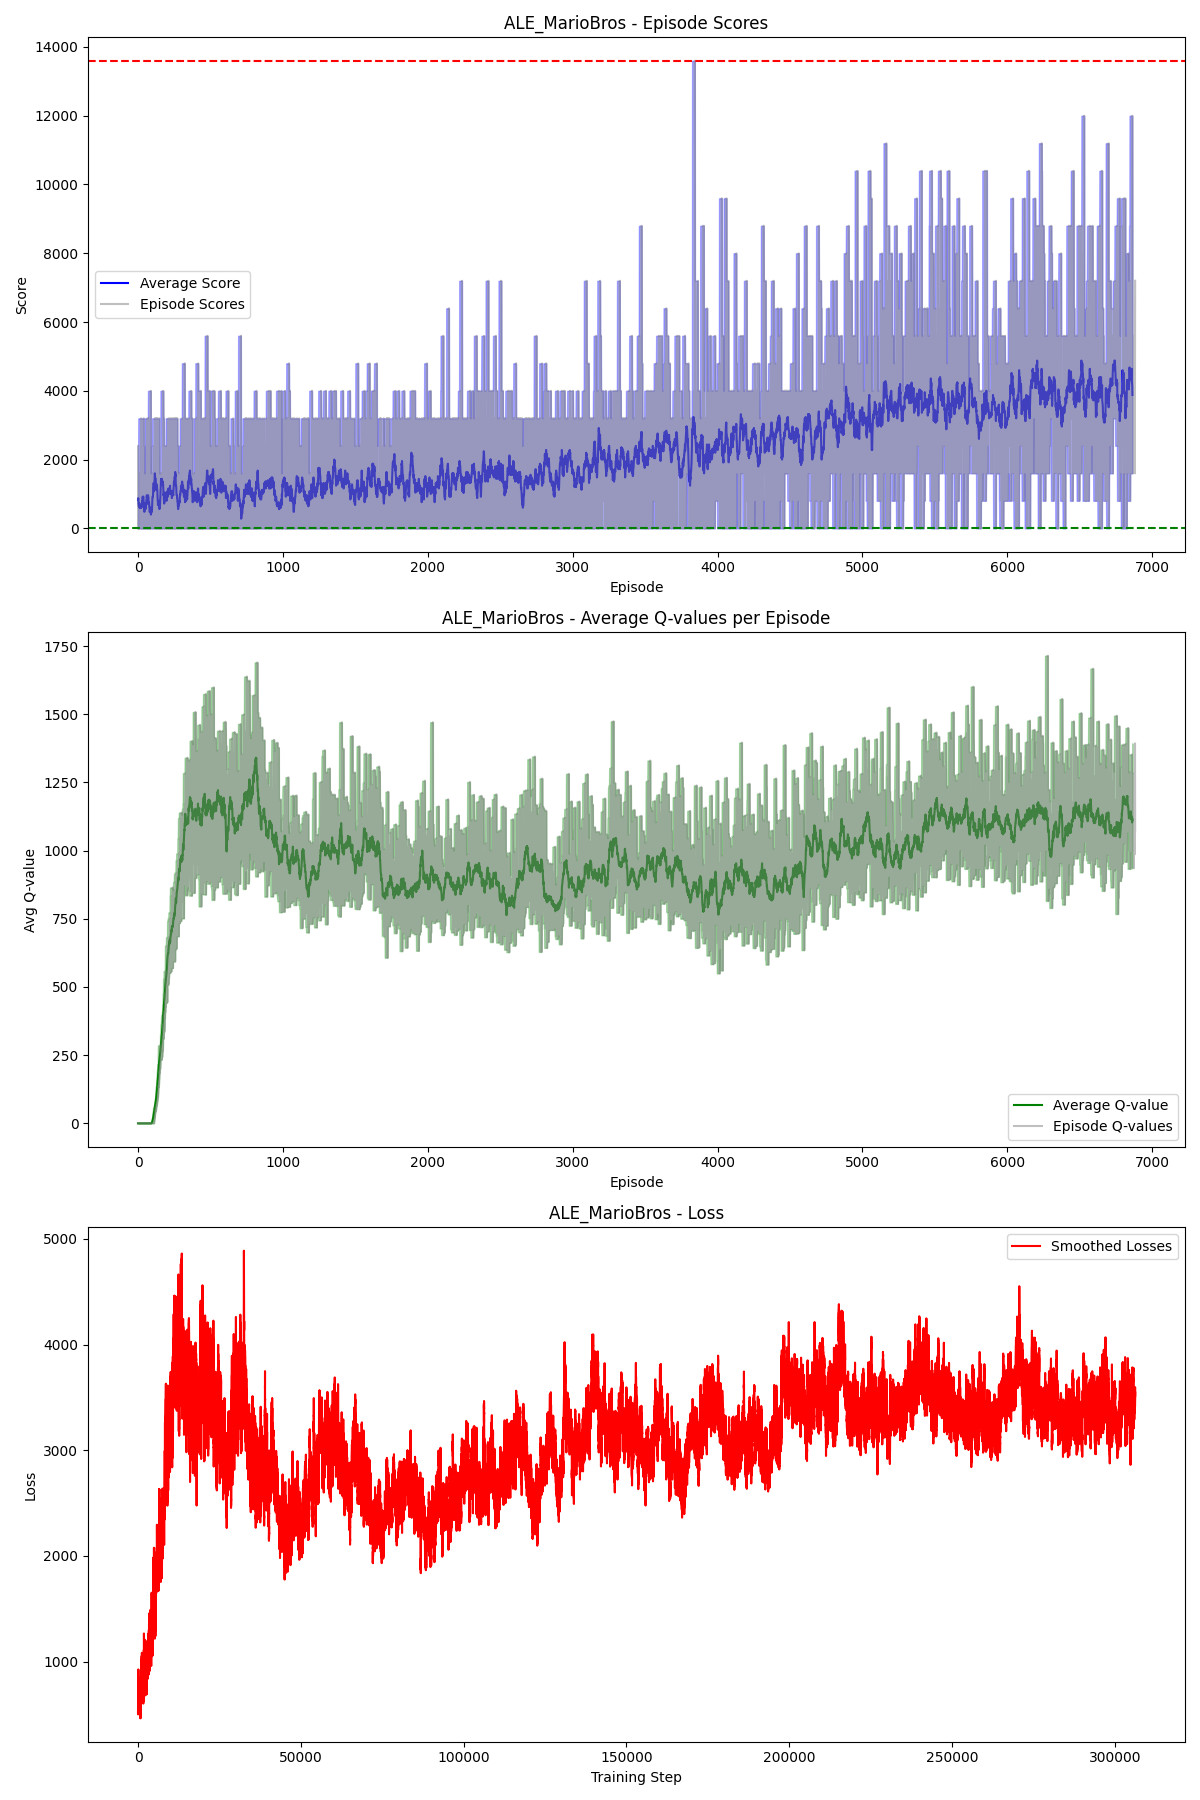 ALE_MarioBros - Episode Scores
14000
12000
10000
8000
6000
4000
2000
0
Score
Average Score
Episode Scores
0 1000 2000 3000 4000 5000 6000 7000
Episode
ALE_MarioBros - Average Q-values per Episode
1750
1500
1250
1000
750
500
250
0
Avg Q-value
Average Q-value
Episode Q-values
0 1000 2000 3000 4000 5000 6000 7000
Episode
ALE_MarioBros - Loss
5000
4000
3000
2000
1000
Loss
Smoothed Losses
0 50000 100000 150000 200000 250000 300000
Training Step